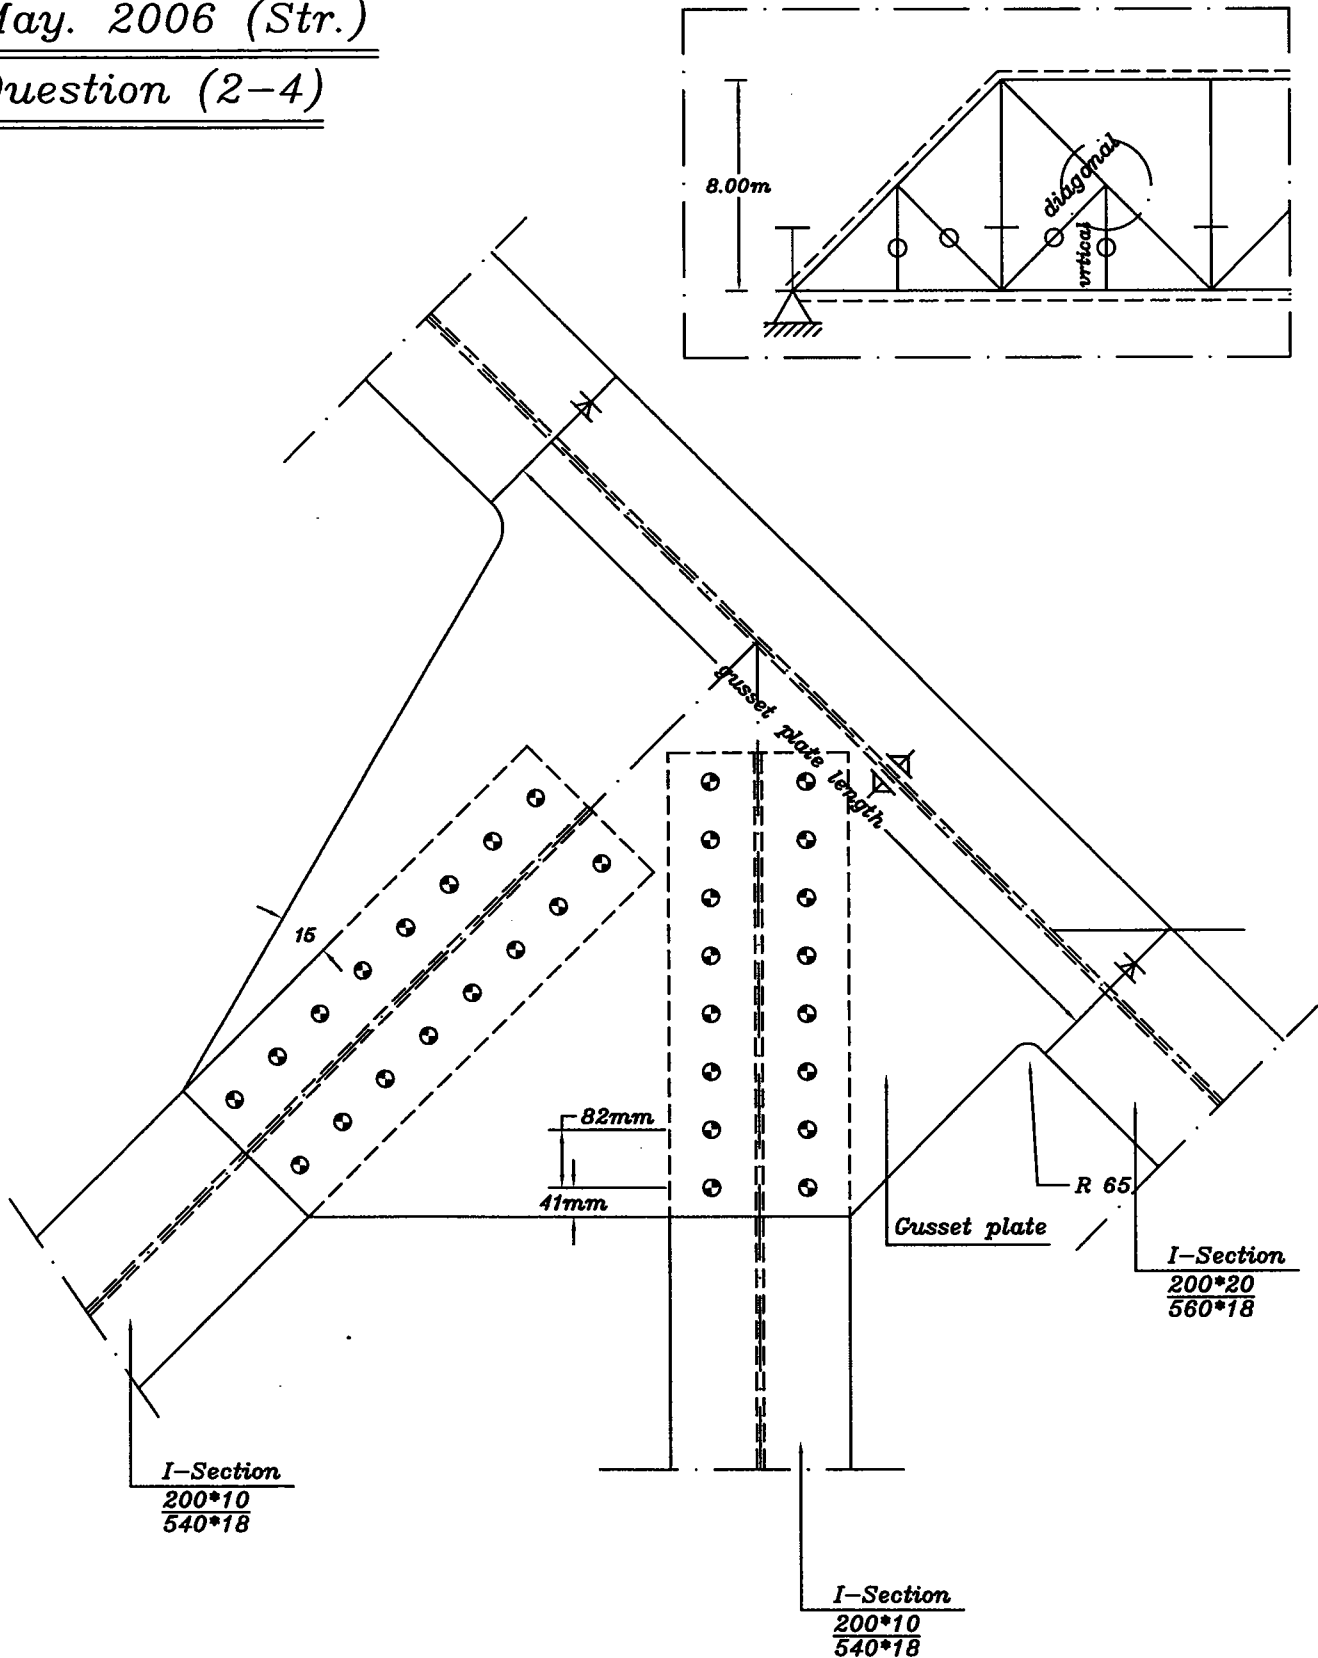 May. 2006 (Str.)
Question (2-4)
8.00m
diagonal
vrtical
gusset plate length
15
82mm
41mm
R 65
Gusset plate
I-Section
200*20
560*18
I-Section
200*10
540*18
I-Section
200*10
540*18